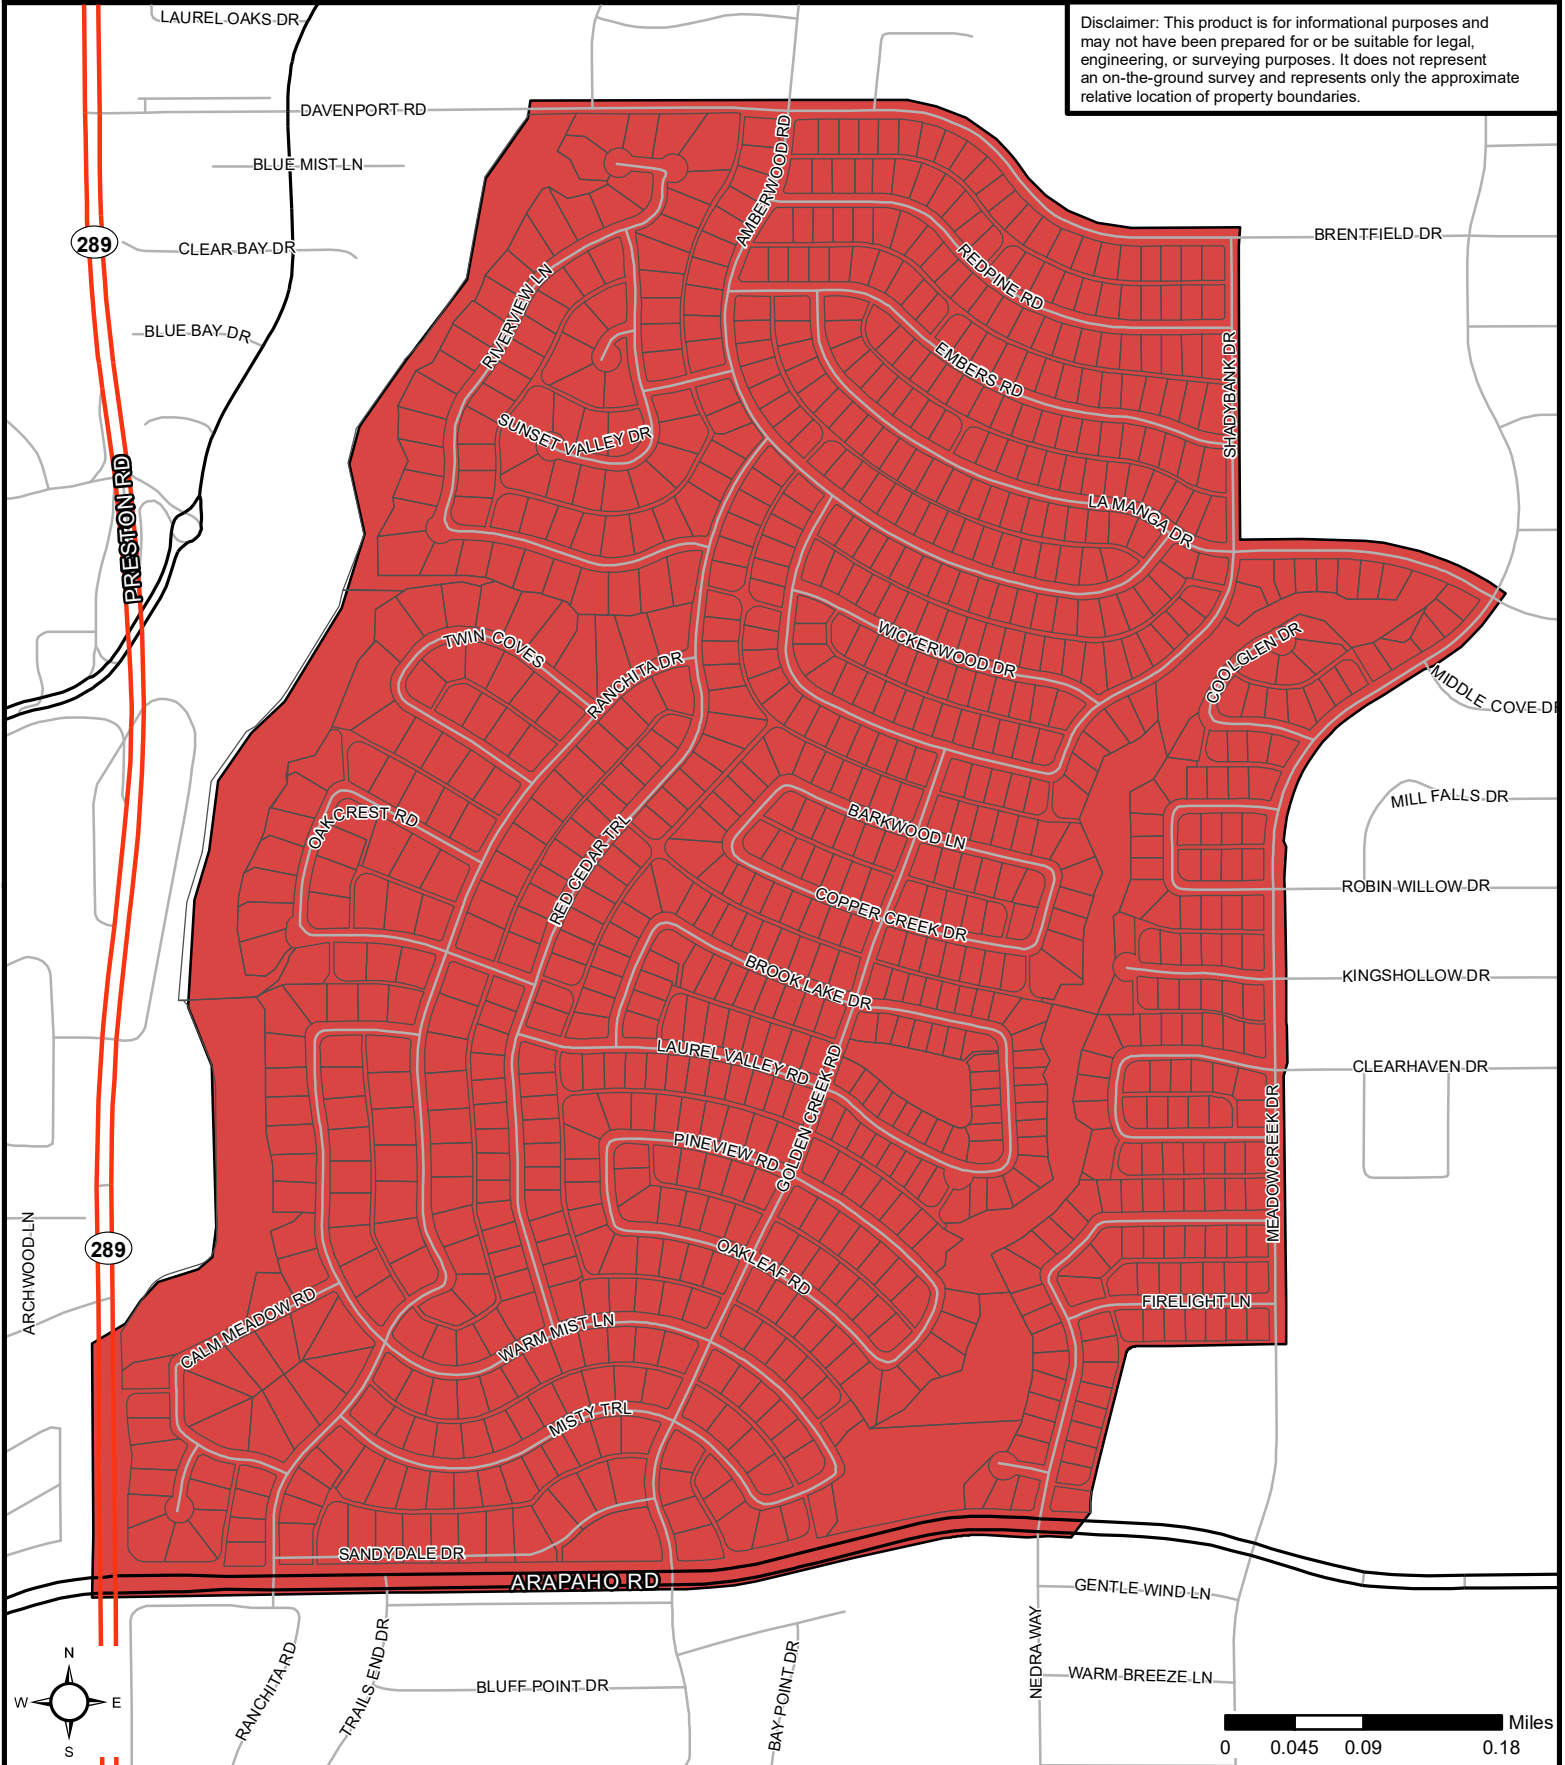 LAUREL OAKS DR
Disclaimer: This product is for informational purposes and
may not have been prepared for or be suitable for legal,
engineering, or surveying purposes. It does not represent
an on-the-ground survey and represents only the approximate
relative location of property boundaries.
DAVENPORT RD
BLUE MIST LN
AMBERWOOD RD
289
CLEAR BAY DR
BRENTFIELD DR
REDPINE RD
RIVERVIEW LN
BLUE BAY DR
EMBERS RD
SHADYBANK DR
SUNSET VALLEY DR
PRESTON RD
LA MANGA DR
TWIN COVES
WICKERWOOD DR
COOLGLEN DR
RANCHITA DR
MIDDLE COVE DR
MILL FALLS DR
OAK CREST RD
BARKWOOD LN
RED CEDAR TRL
ROBIN WILLOW DR
COPPER CREEK DR
BROOK LAKE DR
KINGSHOLLOW DR
LAUREL VALLEY RD
CLEARHAVEN DR
GOLDEN CREEK RD
PINEVIEW RD
MEADOWCREEK DR
ARCHWOOD LN
289
OAKLEAF RD
FIRELIGHT LN
CALM MEADOW RD
WARM MIST LN
MISTY TRL
SANDYDALE DR
ARAPAHO RD
GENTLE WIND LN
NEDRA WAY
RANCHITA RD
TRAILS END DR
BAY POINT DR
BLUFF POINT DR
WARM BREEZE LN
N
W E
S
Miles
0 0.045 0.09 0.18